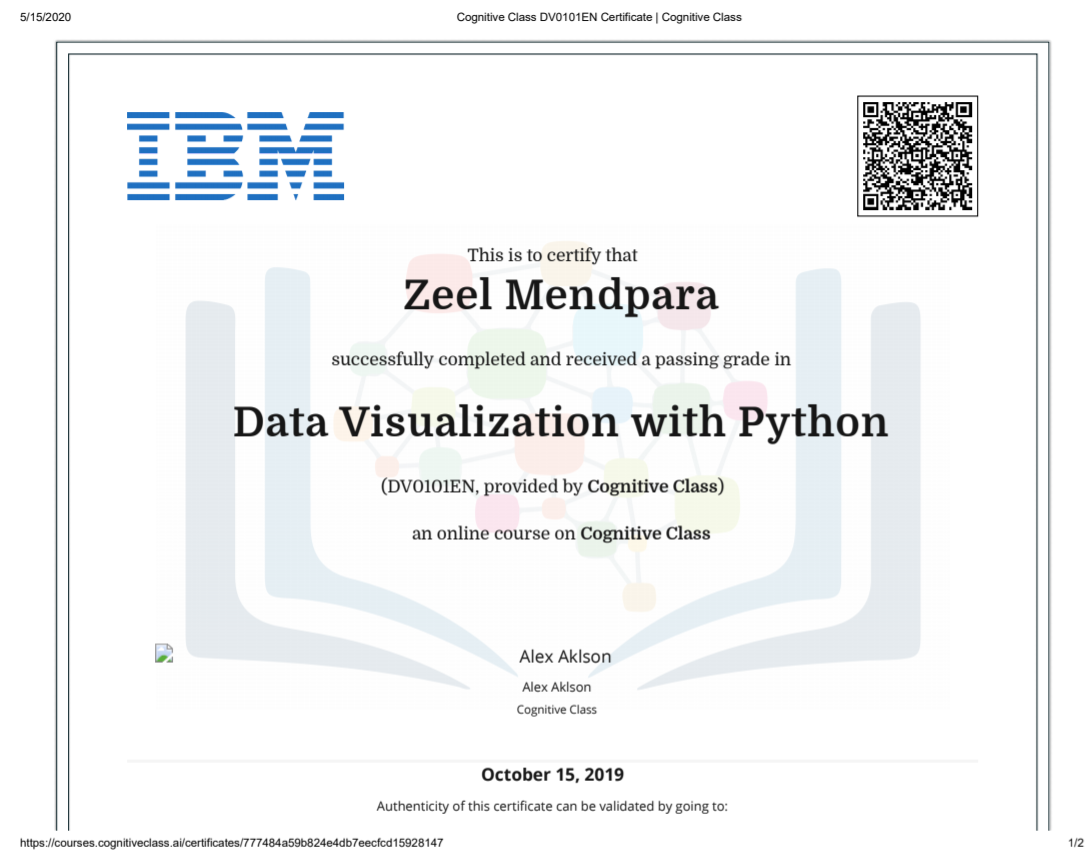 5/15/2020
Cognitive Class DV0101EN Certificate | Cognitive Class
IBM
This is to certify that
Zeel Mendpara
successfully completed and received a passing grade in
Data Visualization with Python
(DV0101EN, provided by Cognitive Class)
an online course on Cognitive Class
Alex Aklson
Alex Aklson
Cognitive Class
October 15, 2019
Authenticity of this certificate can be validated by going to:
https://courses.cognitiveclass.ai/certificates/777484a59b824e4db7eecfcd15928147
1/2